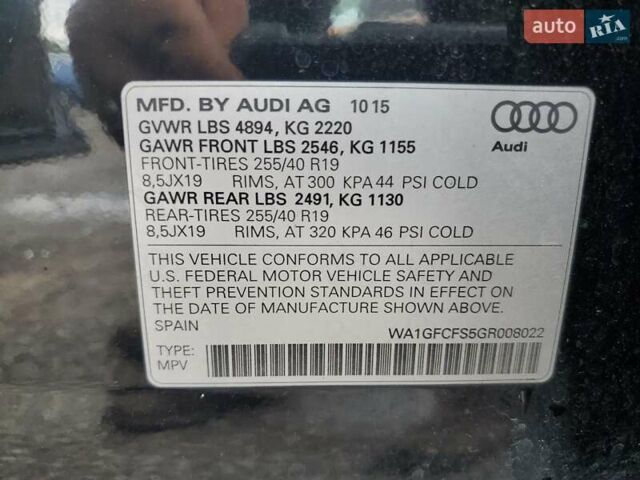 auto RIA.com
MFD. BY AUDI AG 10 15
GVWR LBS 4894, KG 2220
GAWR FRONT LBS 2546, KG 1155
FRONT-TIRES 255/40 R19
8,5JX19 RIMS, AT 300 KPA 44 PSI COLD
GAWR REAR LBS 2491, KG 1130
REAR-TIRES 255/40 R19
8,5JX19 RIMS, AT 320 KPA 46 PSI COLD
Audi
THIS VEHICLE CONFORMS TO ALL APPLICABLE
U.S. FEDERAL MOTOR VEHICLE SAFETY AND
THEFT PREVENTION STANDARDS IN EFFECT ON
THE DATE OF MANUFACTURE SHOWN ABOVE.
SPAIN WA1GFCFS5GR008022
TYPE:
MPV